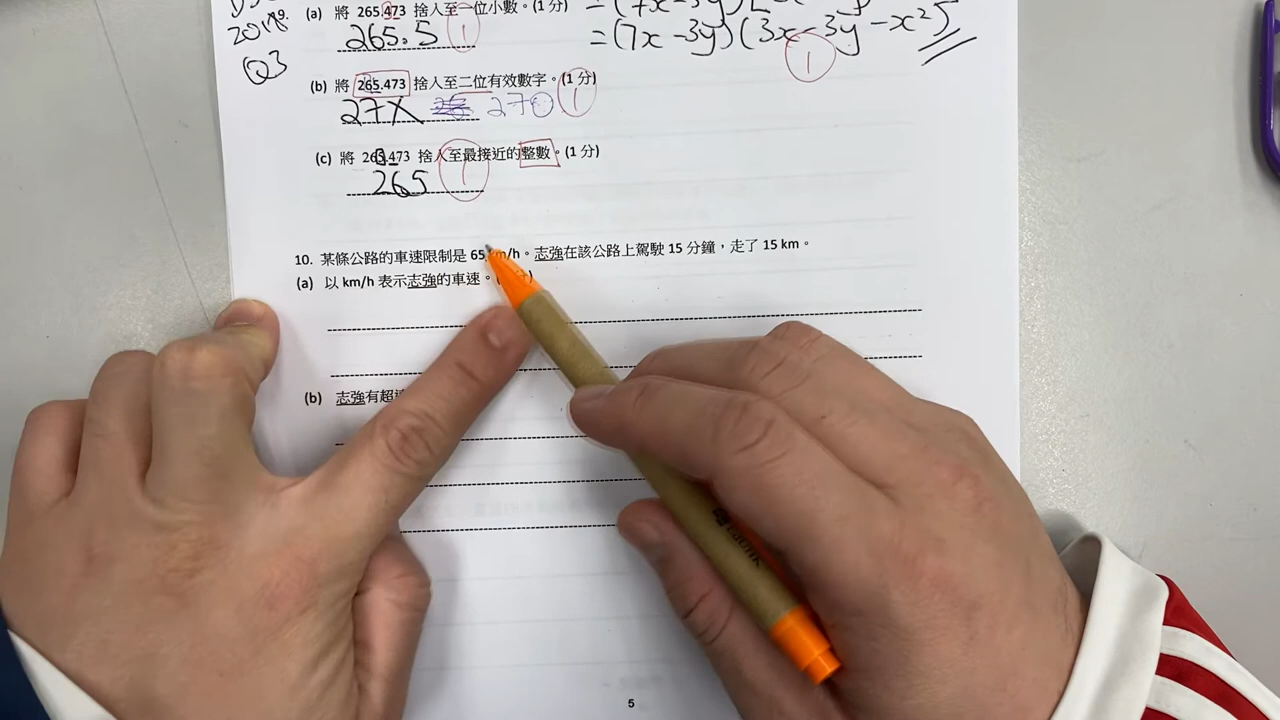 (a) 將 265.473 捨入至一位小數。(1 分)
2019.
265.5 1
Q3
= (7x - 3y)(3x - 3y - x²5
1
(b) 將 265.473 捨入至二位有效數字。(1 分)
27 270 1
(c) 將 265.473 捨入至最接近的整數。(1 分)
265 1
10. 某條公路的車速限制是 65 km/h。志強在該公路上駕駛 15 分鐘，走了 15 km。
(a) 以 km/h 表示志強的車速。
(b) 志強有超
5